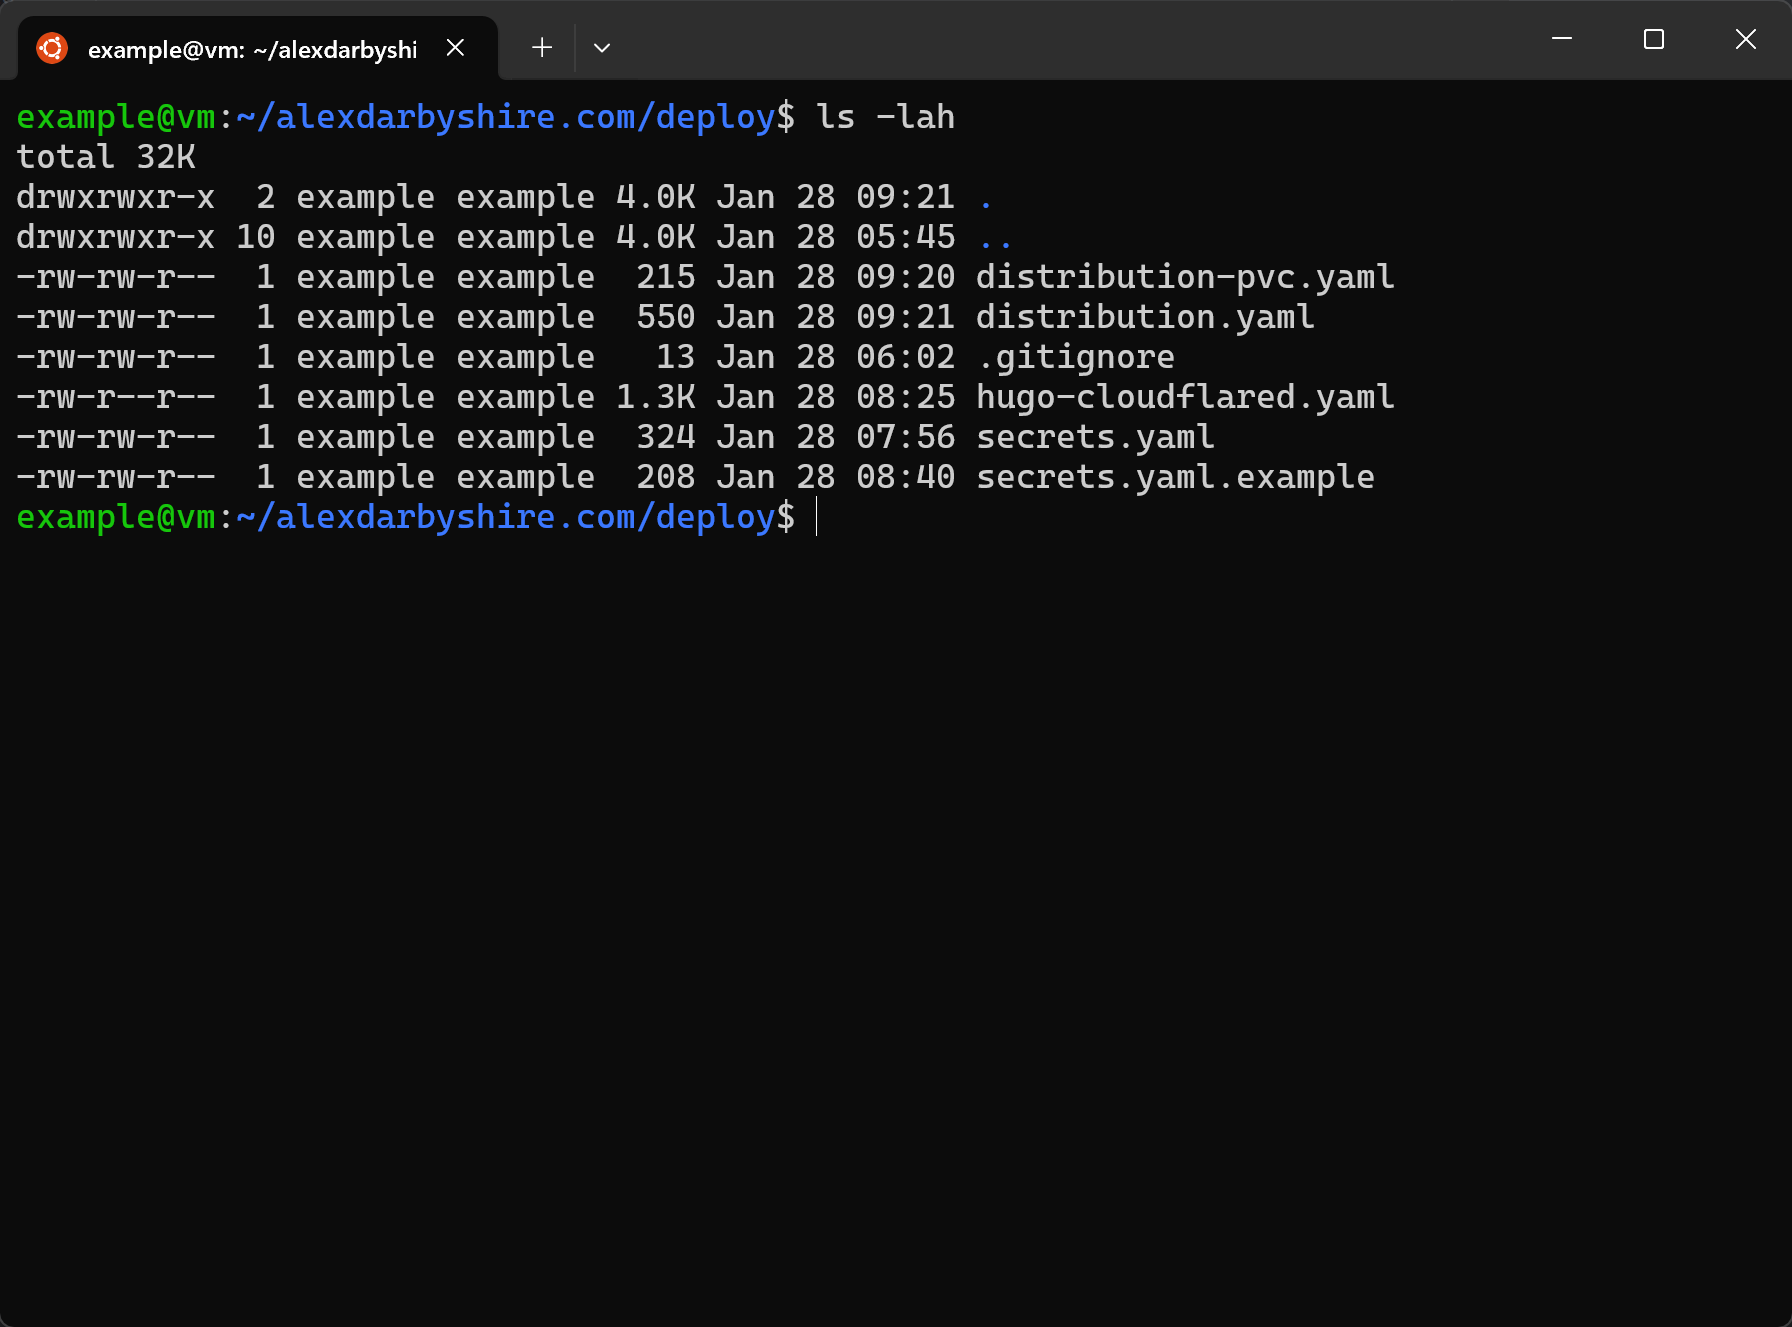 example@vm: ~/alexdarbyshi
example@vm:~/alexdarbyshire.com/deploy$ ls -lah
total 32K
drwxrwxr-x  2 example example 4.0K Jan 28 09:21 .
drwxrwxr-x 10 example example 4.0K Jan 28 05:45 ..
-rw-rw-r--  1 example example  215 Jan 28 09:20 distribution-pvc.yaml
-rw-rw-r--  1 example example  550 Jan 28 09:21 distribution.yaml
-rw-rw-r--  1 example example   13 Jan 28 06:02 .gitignore
-rw-r--r--  1 example example 1.3K Jan 28 08:25 hugo-cloudflared.yaml
-rw-rw-r--  1 example example  324 Jan 28 07:56 secrets.yaml
-rw-rw-r--  1 example example  208 Jan 28 08:40 secrets.yaml.example
example@vm:~/alexdarbyshire.com/deploy$